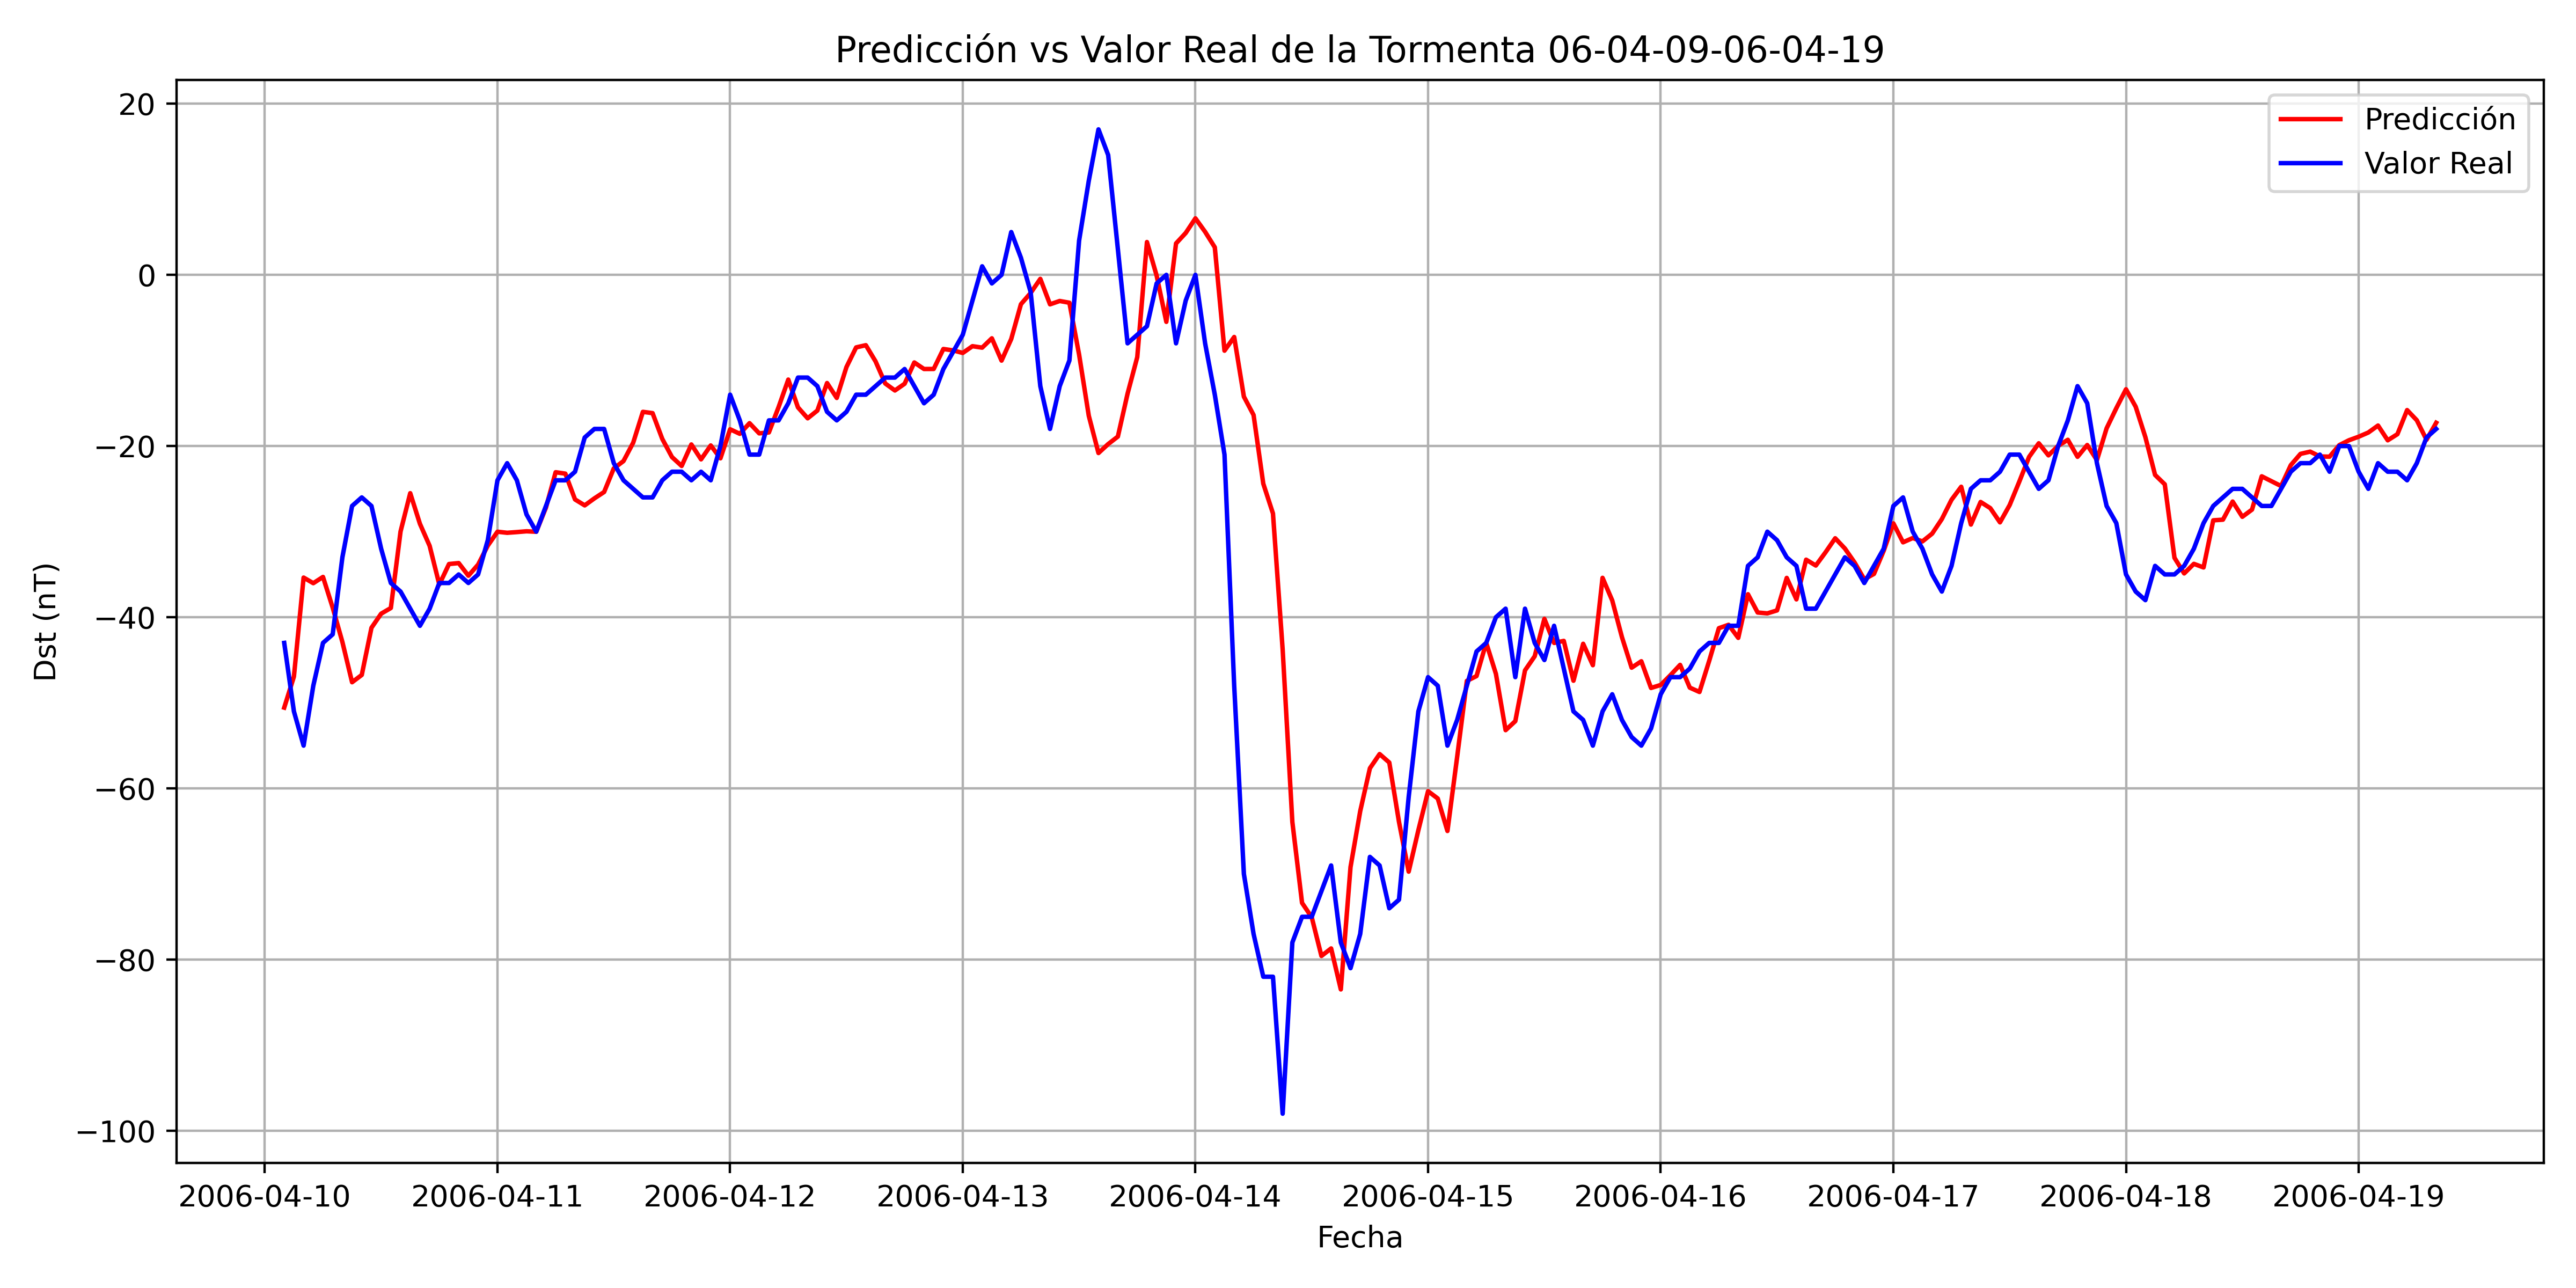 Predicción vs Valor Real de la Tormenta 06-04-09-06-04-19
Predicción
Valor Real
20
0
−20
−40
−60
−80
−100
Dst (nT)
2006-04-10 2006-04-11 2006-04-12 2006-04-13 2006-04-14 2006-04-15 2006-04-16 2006-04-17 2006-04-18 2006-04-19
Fecha